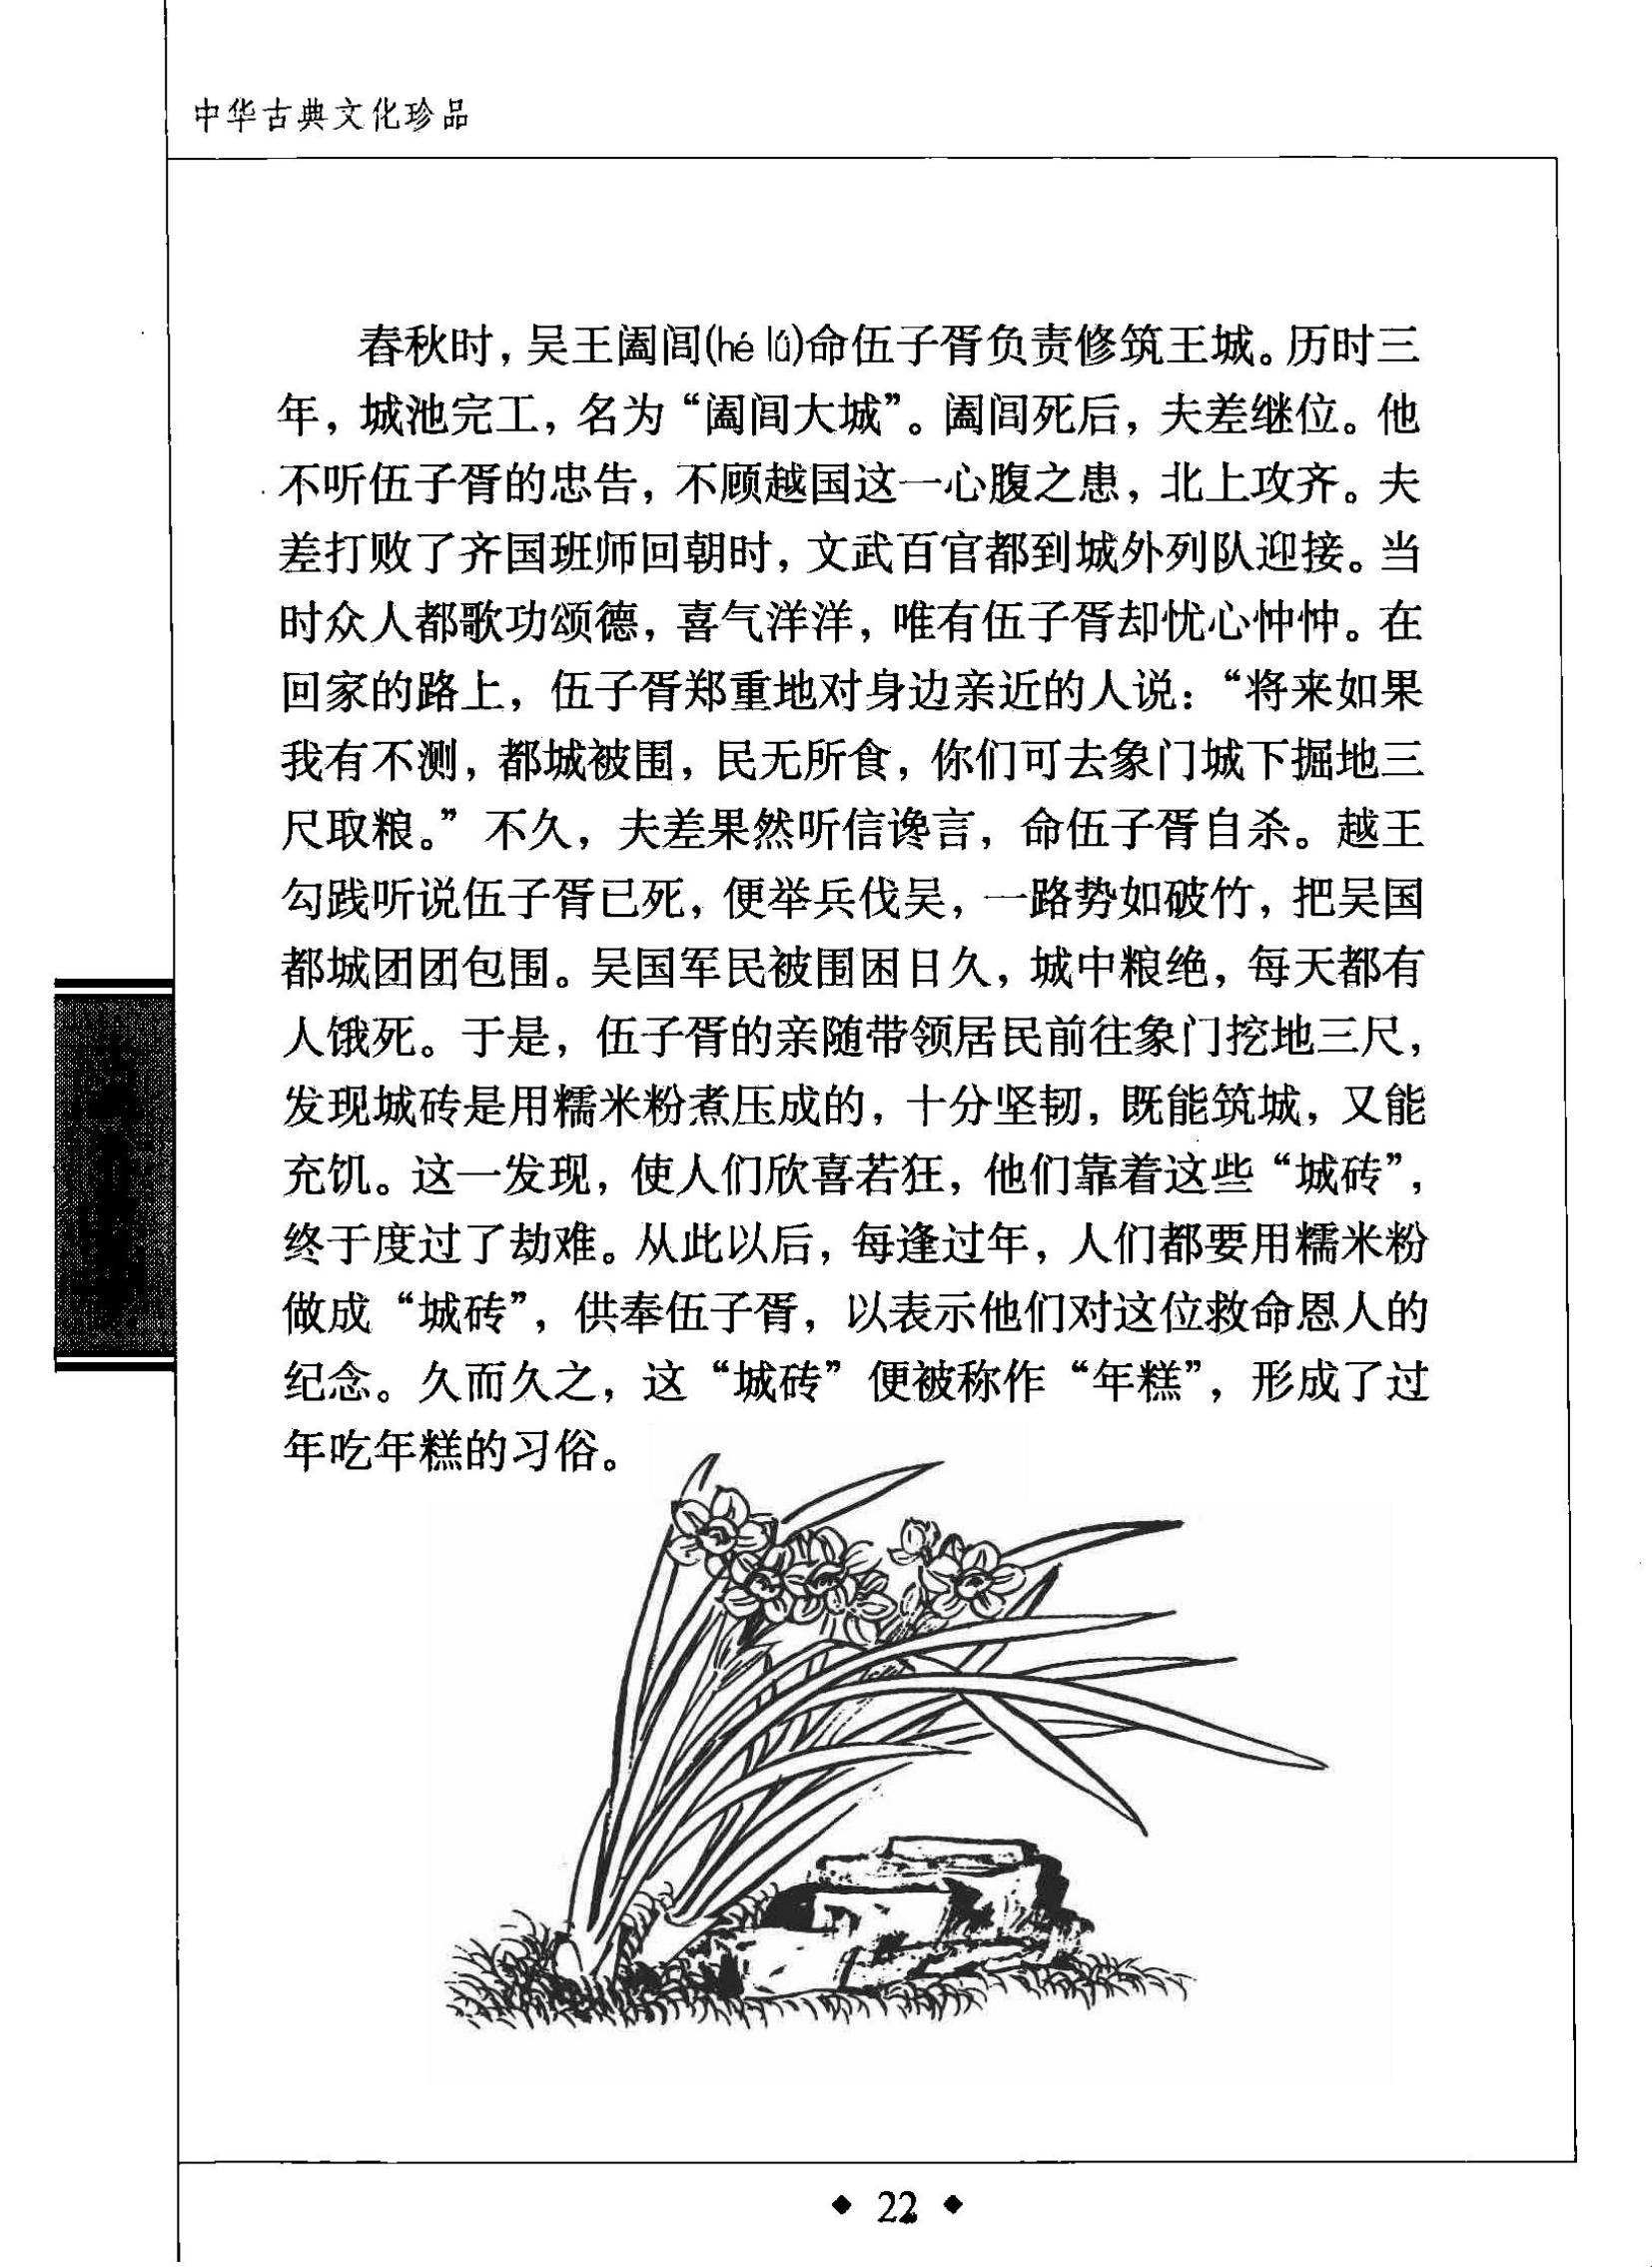 中华古典文化珍品
春秋时，吴王阖闾(hé lǘ)命伍子胥负责修筑王城。历时三
年，城池完工，名为“阖闾大城”。阖闾死后，夫差继位。他
不听伍子胥的忠告，不顾越国这一心腹之患，北上攻齐。夫
差打败了齐国班师回朝时，文武百官都到城外列队迎接。当
时众人都歌功颂德，喜气洋洋，唯有伍子胥却忧心忡忡。在
回家的路上，伍子胥郑重地对身边亲近的人说：“将来如果
我有不测，都城被围，民无所食，你们可去象门城下掘地三
尺取粮。”不久，夫差果然听信谗言，命伍子胥自杀。越王
勾践听说伍子胥已死，便举兵伐吴，一路势如破竹，把吴国
都城团团包围。吴国军民被围困日久，城中粮绝，每天都有
人饿死。于是，伍子胥的亲随带领居民前往象门挖地三尺，
发现城砖是用糯米粉煮压成的，十分坚韧，既能筑城，又能
充饥。这一发现，使人们欣喜若狂，他们靠着这些“城砖”，
终于度过了劫难。从此以后，每逢过年，人们都要用糯米粉
做成“城砖”，供奉伍子胥，以表示他们对这位救命恩人的
纪念。久而久之，这“城砖”便被称作“年糕”，形成了过
年吃年糕的习俗。
◆ 22 ◆